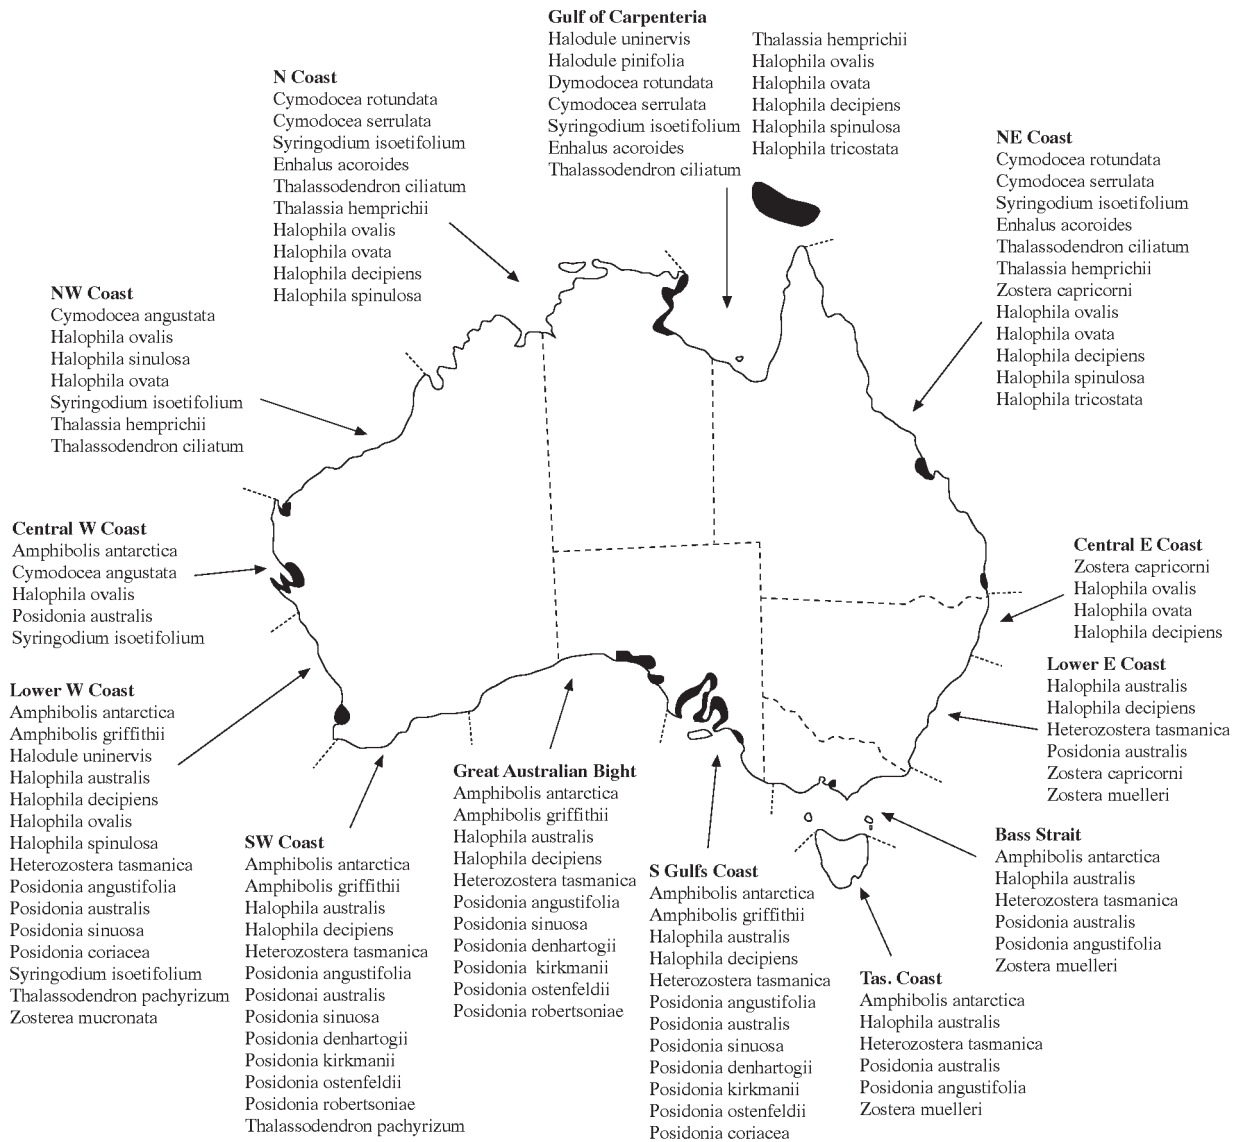 Gulf of Carpenteria
Halodule uninervis
Halodule pinifolia
Dymodocea rotundata
Cymodocea serrulata
Syringodium isoetifolium
Enhalus acoroides
Thalassodendron ciliatum
Thalassia hemprichii
Halophila ovalis
Halophila ovata
Halophila decipiens
Halophila spinulosa
Halophila tricostata
N Coast
Cymodocea rotundata
Cymodocea serrulata
Syringodium isoetifolium
Enhalus acoroides
Thalassodendron ciliatum
Thalassia hemprichii
Halophila ovalis
Halophila ovata
Halophila decipiens
Halophila spinulosa
NE Coast
Cymodocea rotundata
Cymodocea serrulata
Syringodium isoetifolium
Enhalus acoroides
Thalassodendron ciliatum
Thalassia hemprichii
Zostera capricorni
Halophila ovalis
Halophila ovata
Halophila decipiens
Halophila spinulosa
Halophila tricostata
NW Coast
Cymodocea angustata
Halophila ovalis
Halophila sinulosa
Halophila ovata
Syringodium isoetifolium
Thalassodendron hemprichii
Thalassodendron ciliatum
Central W Coast
Amphibolis antarctica
Cymodocea angustata
Halophila ovalis
Posidonia australis
Syringodium isoetifolium
Central E Coast
Zostera capricorni
Halophila ovalis
Halophila ovata
Halophila decipiens
Lower E Coast
Halophila australis
Halophila decipiens
Heterozostera tasmanica
Posidonia australis
Zostera capricorni
Zostera muelleri
Lower W Coast
Amphibolis antarctica
Amphibolis griffithii
Halodule uninervis
Halophila australis
Halophila decipiens
Halophila ovalis
Halophila spinulosa
Heterozostera tasmanica
Posidonia angustifolia
Posidonia australis
Posidonia sinuosa
Posidonia coriacea
Syringodium isoetifolium
Thalassodendron pachyrizum
Zosterea mucronata
SW Coast
Amphibolis antarctica
Amphibolis griffithii
Halophila australis
Halophila decipiens
Heterozostera tasmanica
Posidonia angustifolia
Posidonai australis
Posidonia sinuosa
Posidonia denhartogii
Posidonia kirkmanii
Posidonia ostenfeldii
Posidonia robertsoniae
Thalassodendron pachyrizum
Great Australian Bight
Amphibolis antarctica
Amphibolis griffithii
Halophila australis
Halophila decipiens
Heterozostera tasmanica
Posidonia angustifolia
Posidonia sinuosa
Posidonia denhartogii
Posidonia kirkmanii
Posidonia ostenfeldii
Posidonia robertsoniae
S Gulfs Coast
Amphibolis antarctica
Amphibolis griffithii
Halophila australis
Halophila decipiens
Heterozostera tasmanica
Posidonia angustifolia
Posidonia australis
Posidonia sinuosa
Posidonia denhartogii
Posidonia kirkmanii
Posidonia ostenfeldii
Posidonia coriacea
Bass Strait
Amphibolis antarctica
Halophila australis
Heterozostera tasmanica
Posidonia australis
Posidonia angustifolia
Zostera muelleri
Tas. Coast
Amphibolis antarctica
Halophila australis
Heterozostera tasmanica
Posidonia australis
Posidonia angustifolia
Zostera muelleri